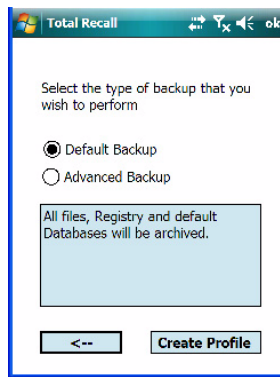 Total Recall
ok
Select the type of backup that you
wish to perform
Default Backup
Advanced Backup
All files, Registry and default
Databases will be archived.
<--
Create Profile